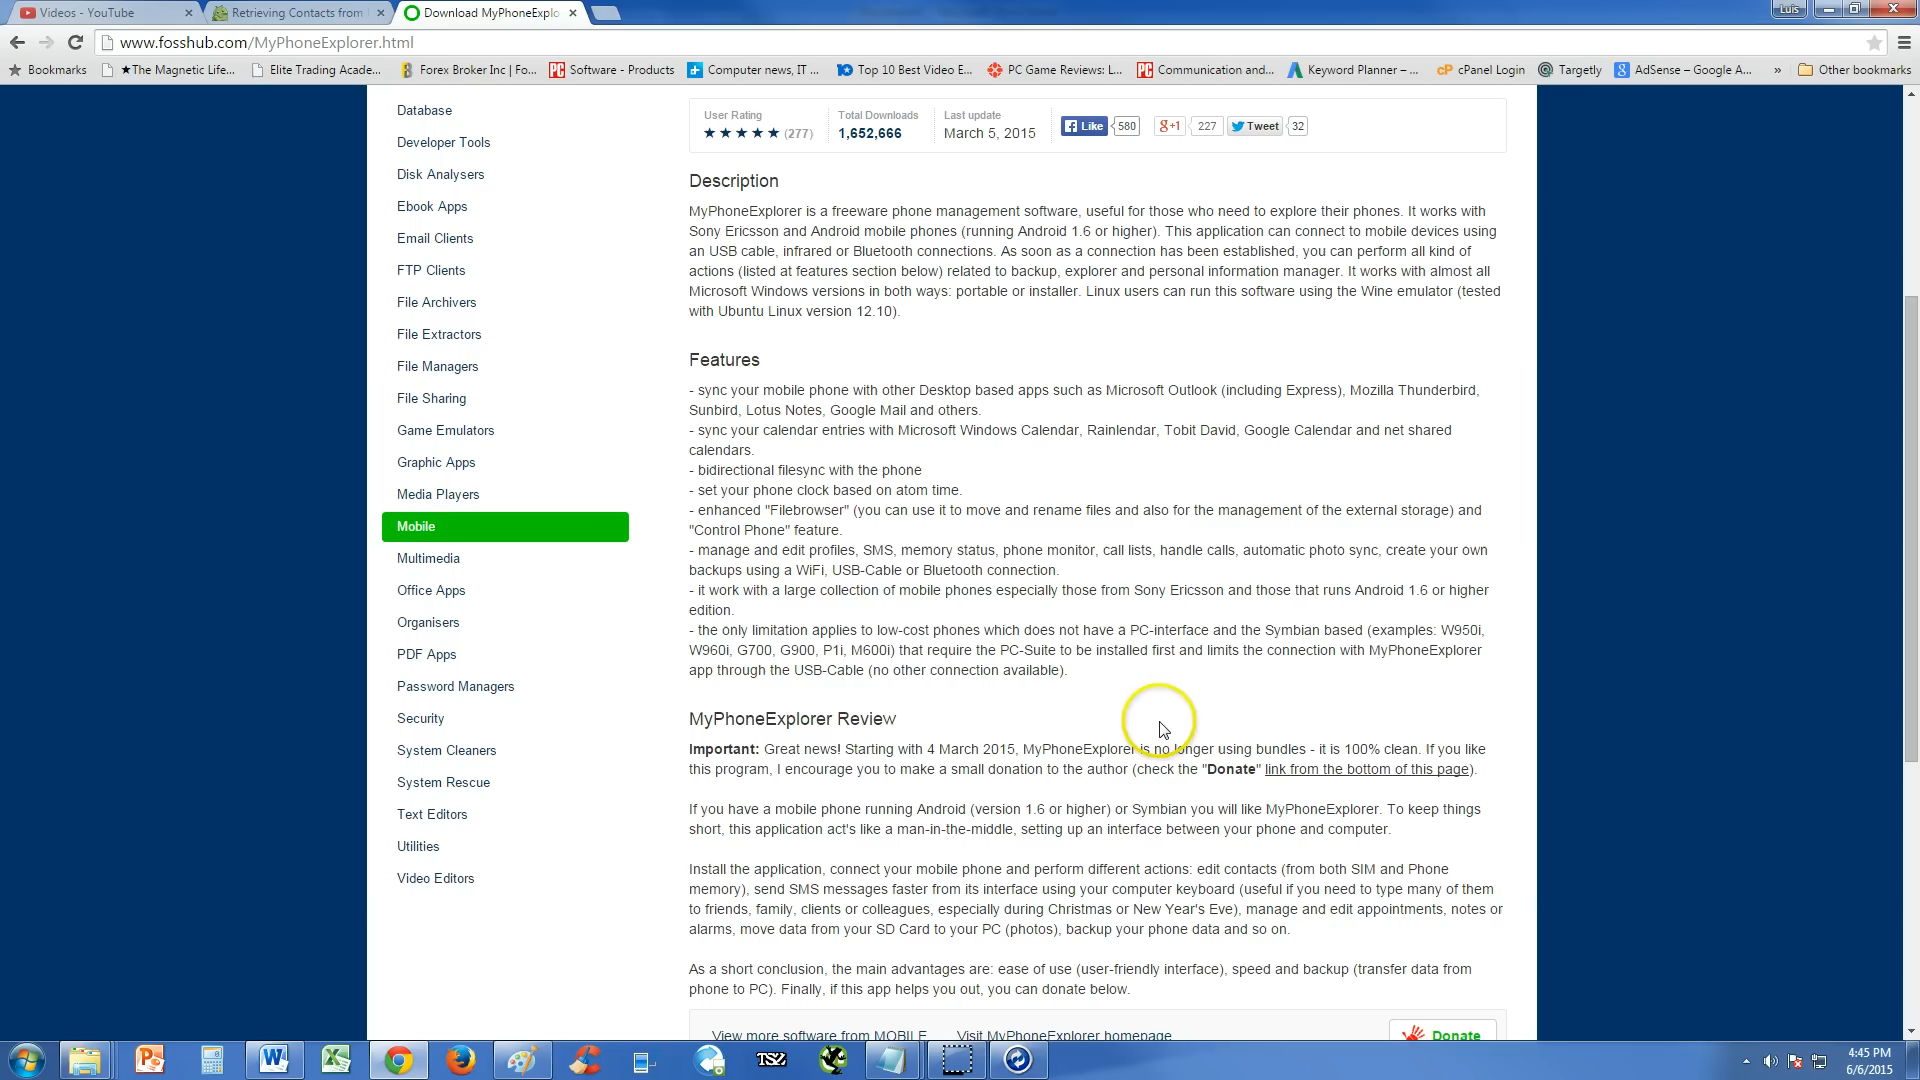 Videos - YouTube
Retrieving Contacts from
Download MyPhoneExplo
Luis
www.fosshub.com/MyPhoneExplorer.html
Bookmarks
★The Magnetic Life...
Elite Trading Acade...
Forex Broker Inc | Fo...
Software - Products
Computer news, IT ...
Top 10 Best Video E...
PC Game Reviews: L...
Communication and...
Keyword Planner – ...
cPanel Login
Targetly
AdSense – Google A...
»
Other bookmarks
Database
Developer Tools
Disk Analysers
Ebook Apps
Email Clients
FTP Clients
File Archivers
File Extractors
File Managers
File Sharing
Game Emulators
Graphic Apps
Media Players
Mobile
Multimedia
Office Apps
Organisers
PDF Apps
Password Managers
Security
System Cleaners
System Rescue
Text Editors
Utilities
Video Editors
User Rating
★★★★★ (277)
Total Downloads
1,652,666
Last update
March 5, 2015
Like 580
g+1 227
Tweet 32
Description
MyPhoneExplorer is a freeware phone management software, useful for those who need to explore their phones. It works with
Sony Ericsson and Android mobile phones (running Android 1.6 or higher). This application can connect to mobile devices using
an USB cable, infrared or Bluetooth connections. As soon as a connection has been established, you can perform all kind of
actions (listed at features section below) related to backup, explorer and personal information manager. It works with almost all
Microsoft Windows versions in both ways: portable or installer. Linux users can run this software using the Wine emulator (tested
with Ubuntu Linux version 12.10).
Features
- sync your mobile phone with other Desktop based apps such as Microsoft Outlook (including Express), Mozilla Thunderbird,
Sunbird, Lotus Notes, Google Mail and others.
- sync your calendar entries with Microsoft Windows Calendar, Rainlendar, Tobit David, Google Calendar and net shared
calendars.
- bidirectional filesync with the phone
- set your phone clock based on atom time.
- enhanced "Filebrowser" (you can use it to move and rename files and also for the management of the external storage) and
"Control Phone" feature.
- manage and edit profiles, SMS, memory status, phone monitor, call lists, handle calls, automatic photo sync, create your own
backups using a WiFi, USB-Cable or Bluetooth connection.
- it work with a large collection of mobile phones especially those from Sony Ericsson and those that runs Android 1.6 or higher
edition.
- the only limitation applies to low-cost phones which does not have a PC-interface and the Symbian based (examples: W950i,
W960i, G700, G900, P1i, M600i) that require the PC-Suite to be installed first and limits the connection with MyPhoneExplorer
app through the USB-Cable (no other connection available).
MyPhoneExplorer Review
Important: Great news! Starting with 4 March 2015, MyPhoneExplorer is no longer using bundles - it is 100% clean. If you like
this program, I encourage you to make a small donation to the author (check the "Donate" link from the bottom of this page).
If you have a mobile phone running Android (version 1.6 or higher) or Symbian you will like MyPhoneExplorer. To keep things
short, this application act's like a man-in-the-middle, setting up an interface between your phone and computer.
Install the application, connect your mobile phone and perform different actions: edit contacts (from both SIM and Phone
memory), send SMS messages faster from its interface using your computer keyboard (useful if you need to type many of them
to friends, family, clients or colleagues, especially during Christmas or New Year's Eve), manage and edit appointments, notes or
alarms, move data from your SD Card to your PC (photos), backup your phone data and so on.
As a short conclusion, the main advantages are: ease of use (user-friendly interface), speed and backup (transfer data from
phone to PC). Finally, if this app helps you out, you can donate below.
View more software from MOBILE
Visit MyPhoneExplorer homepage
Donate
TS2
4:45 PM
6/6/2015